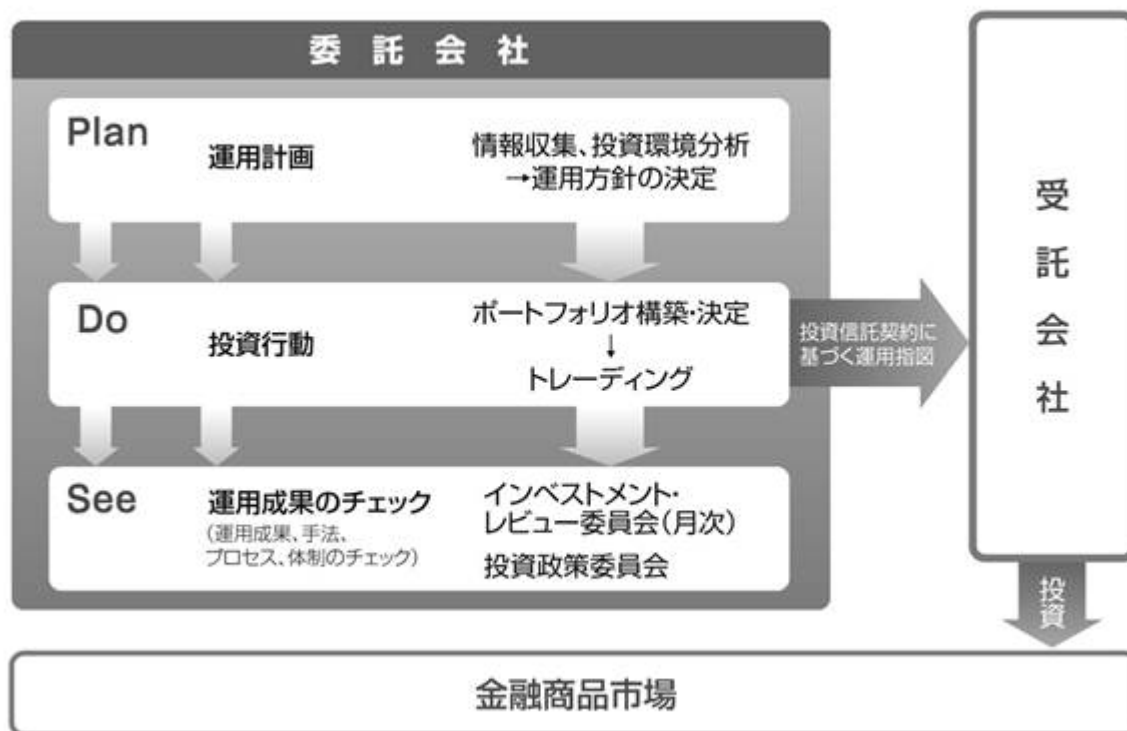 委託会社
Plan
運用計画
情報収集、投資環境分析
→運用方針の決定
Do
投資行動
ポートフォリオ構築・決定
↓
トレーディング
投資信託契約に
基づく運用指図
See
運用成果のチェック
(運用成果、手法、
プロセス、体制のチェック)
インベストメント・
レビュー委員会(月次)
投資政策委員会
受託会社
投資
金融商品市場